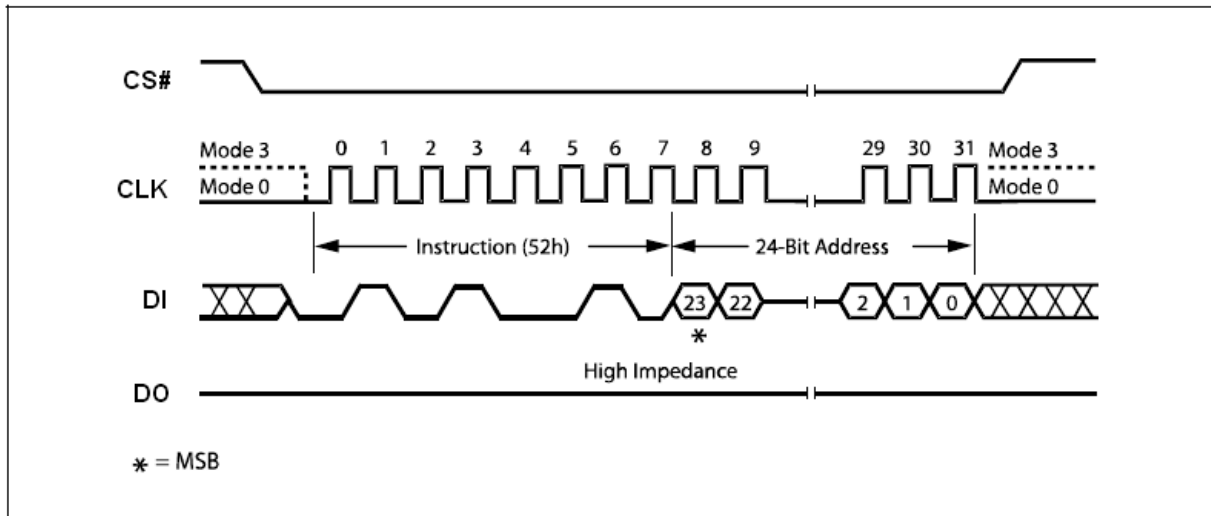 CS#
Mode 3 0 1 2 3 4 5 6 7 8 9 29 30 31 Mode 3
CLK Mode 0 Mode 0
Instruction (52h) 24-Bit Address
DI 23 22 2 1 0
*
High Impedance
DO
* = MSB